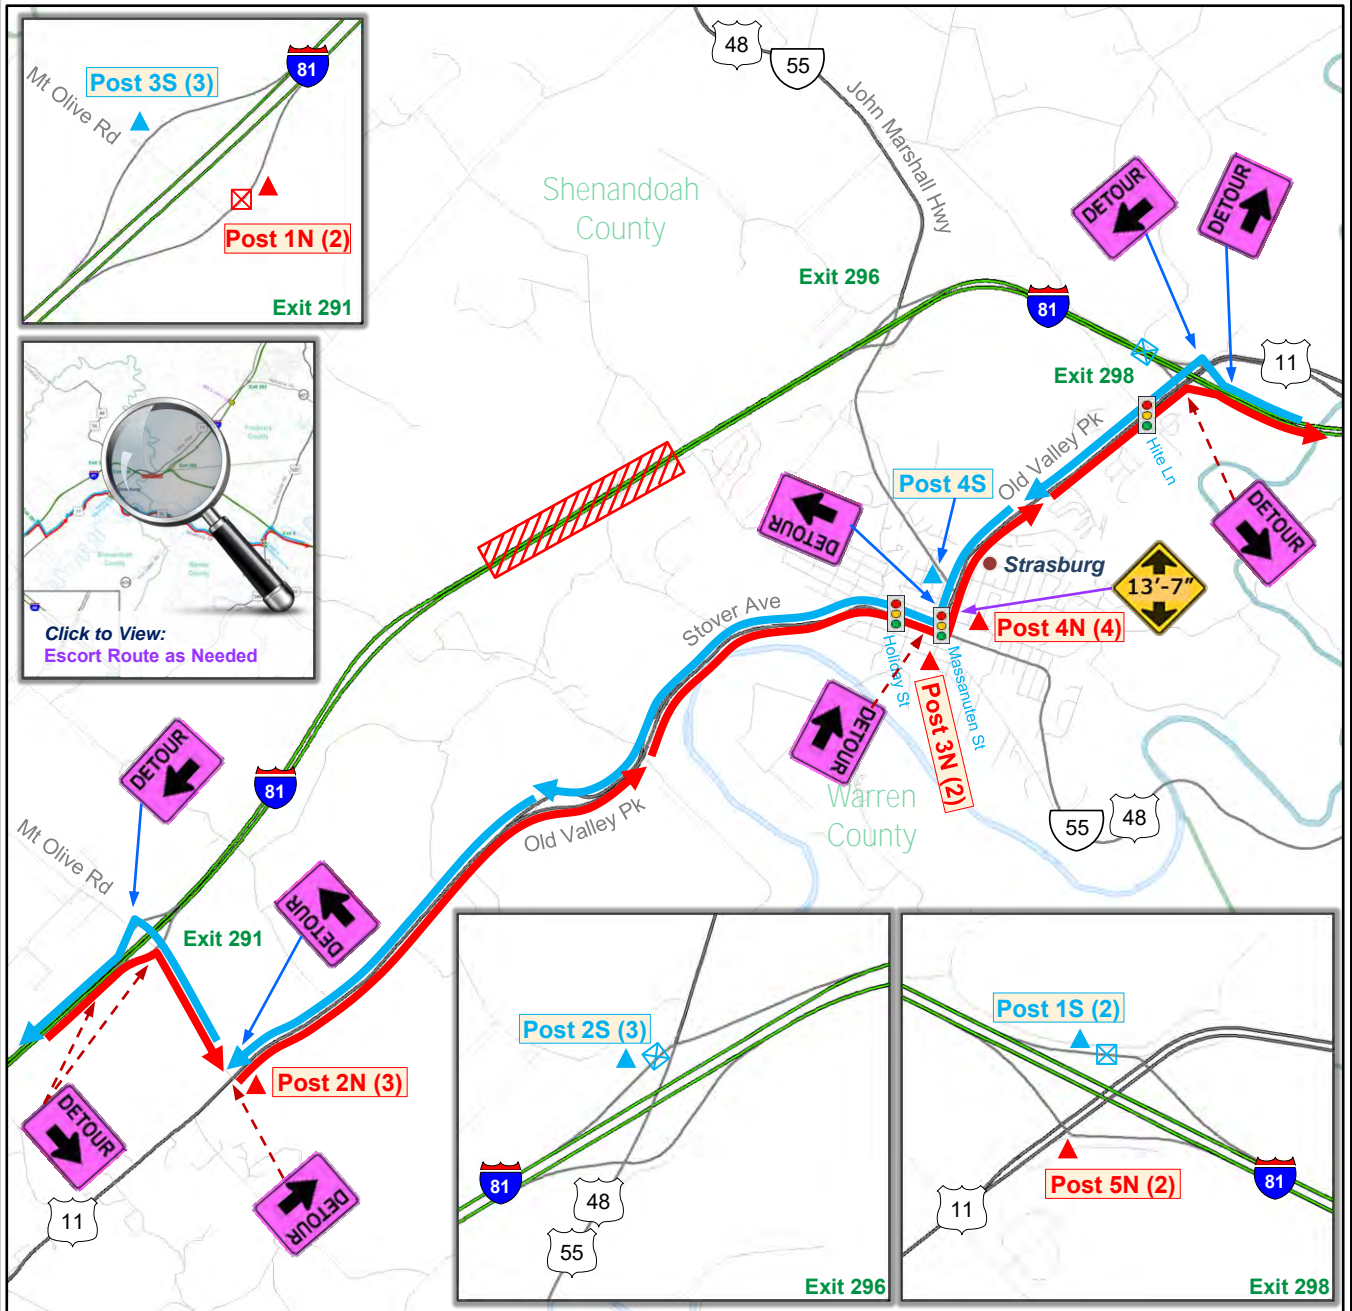 81
Post 3S (3)
Mt Olive Rd
Post 1N (2)
Exit 291
48
55
John Marshall Hwy
Shenandoah
County
DETOUR
DETOUR
Exit 296
81
Exit 298
11
Old Valley Pk
Hite Ln
Post 4S
DETOUR
DETOUR
Strasburg
13'-7"
Post 4N (4)
Stover Ave
Holiday St
Massanuten St
Post 3N (2)
DETOUR
Click to View:
Escort Route as Needed
DETOUR
81
Warren
County
55
48
Old Valley Pk
Mt Olive Rd
DETOUR
Exit 291
Post 2N (3)
DETOUR
DETOUR
11
Post 2S (3)
81
48
55
Exit 296
Post 1S (2)
Post 5N (2)
81
11
Exit 298